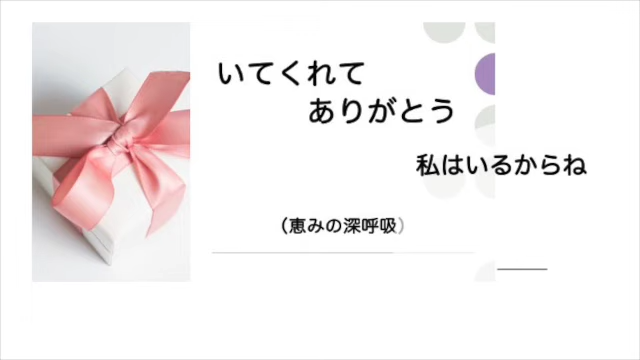 いてくれて
ありがとう
私はいるからね
（恵みの深呼吸）